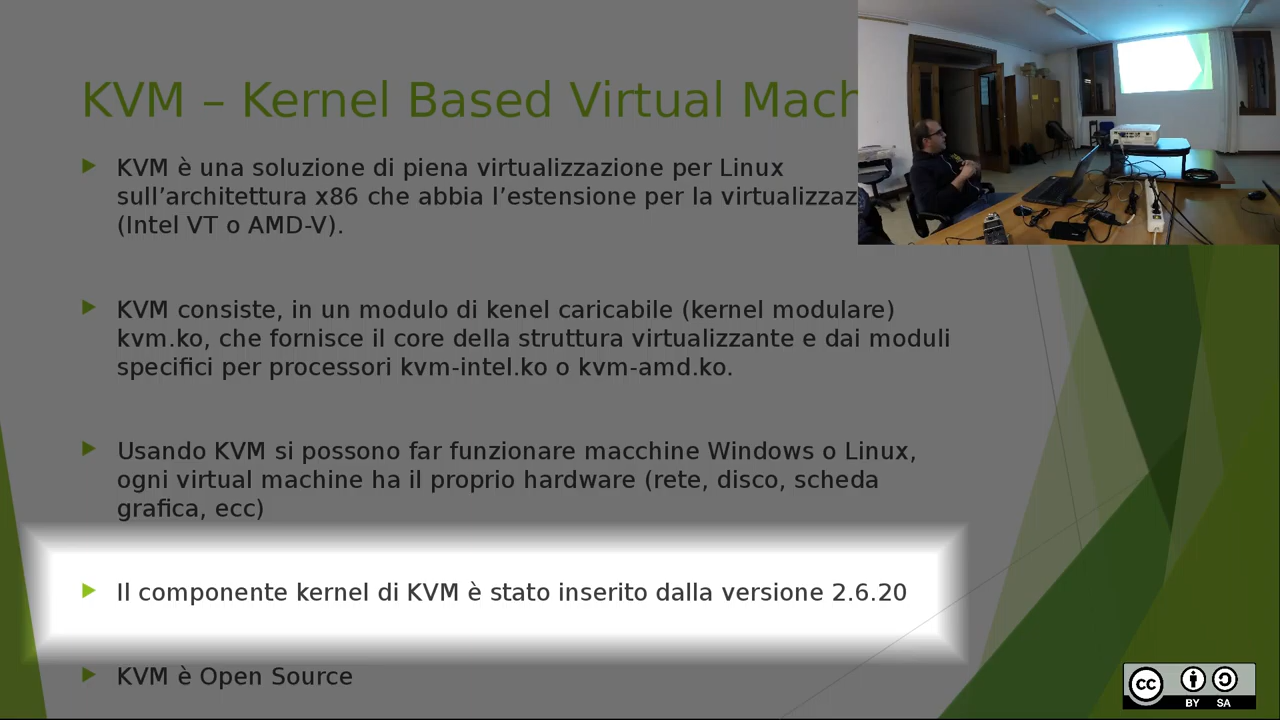 KVM – Kernel Based Virtual Mach
KVM è una soluzione di piena virtualizzazione per Linux
sull’architettura x86 che abbia l’estensione per la virtualizzaz
(Intel VT o AMD-V).
KVM consiste, in un modulo di kenel caricabile (kernel modulare)
kvm.ko, che fornisce il core della struttura virtualizzante e dai moduli
specifici per processori kvm-intel.ko o kvm-amd.ko.
Usando KVM si possono far funzionare macchine Windows o Linux,
ogni virtual machine ha il proprio hardware (rete, disco, scheda
grafica, ecc)
Il componente kernel di KVM è stato inserito dalla versione 2.6.20
KVM è Open Source
cc
BY SA